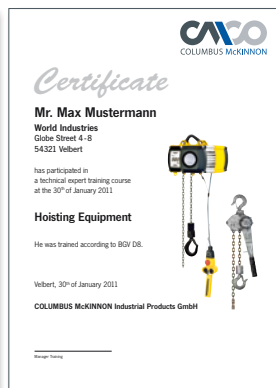 CMCO
COLUMBUS McKINNON
Certificate
Mr. Max Mustermann
World Industries
Globe Street 4-8
54321 Velbert
has participated in
a technical expert training course
at the 30th of January 2011
Hoisting Equipment
He was trained according to BGV D8.
Velbert, 30th of January 2011
COLUMBUS McKINNON Industrial Products GmbH
Manager Training